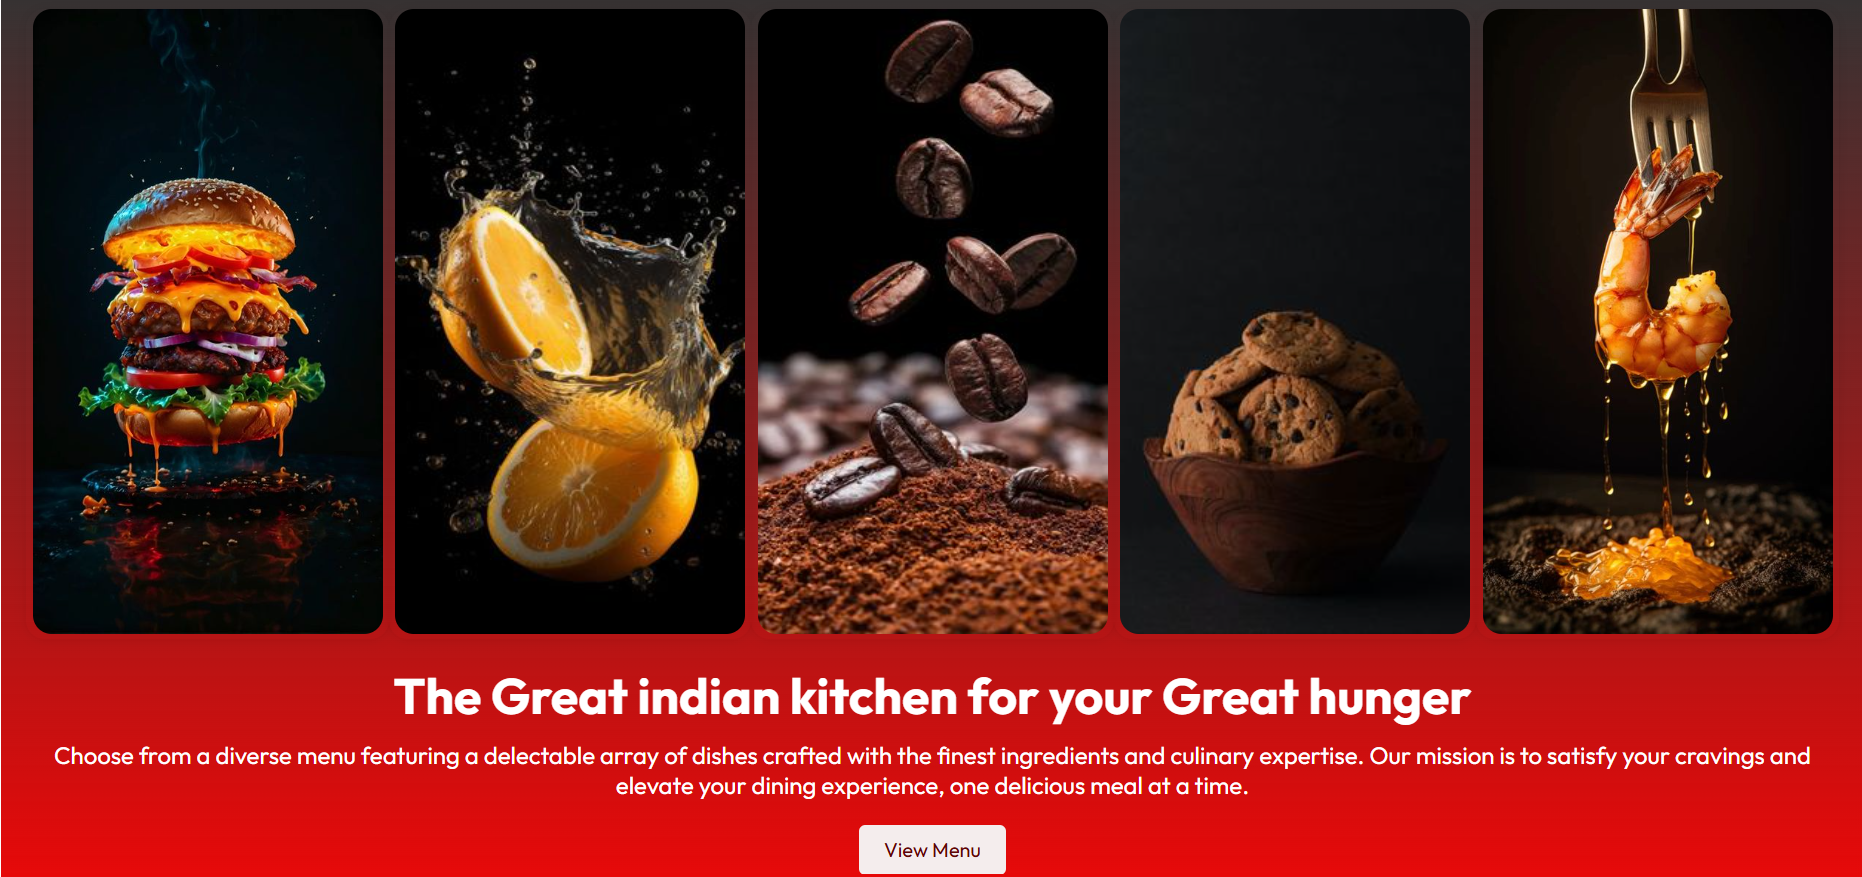 The Great indian kitchen for your Great hunger
Choose from a diverse menu featuring a delectable array of dishes crafted with the finest ingredients and culinary expertise. Our mission is to satisfy your cravings and
elevate your dining experience, one delicious meal at a time.
View Menu